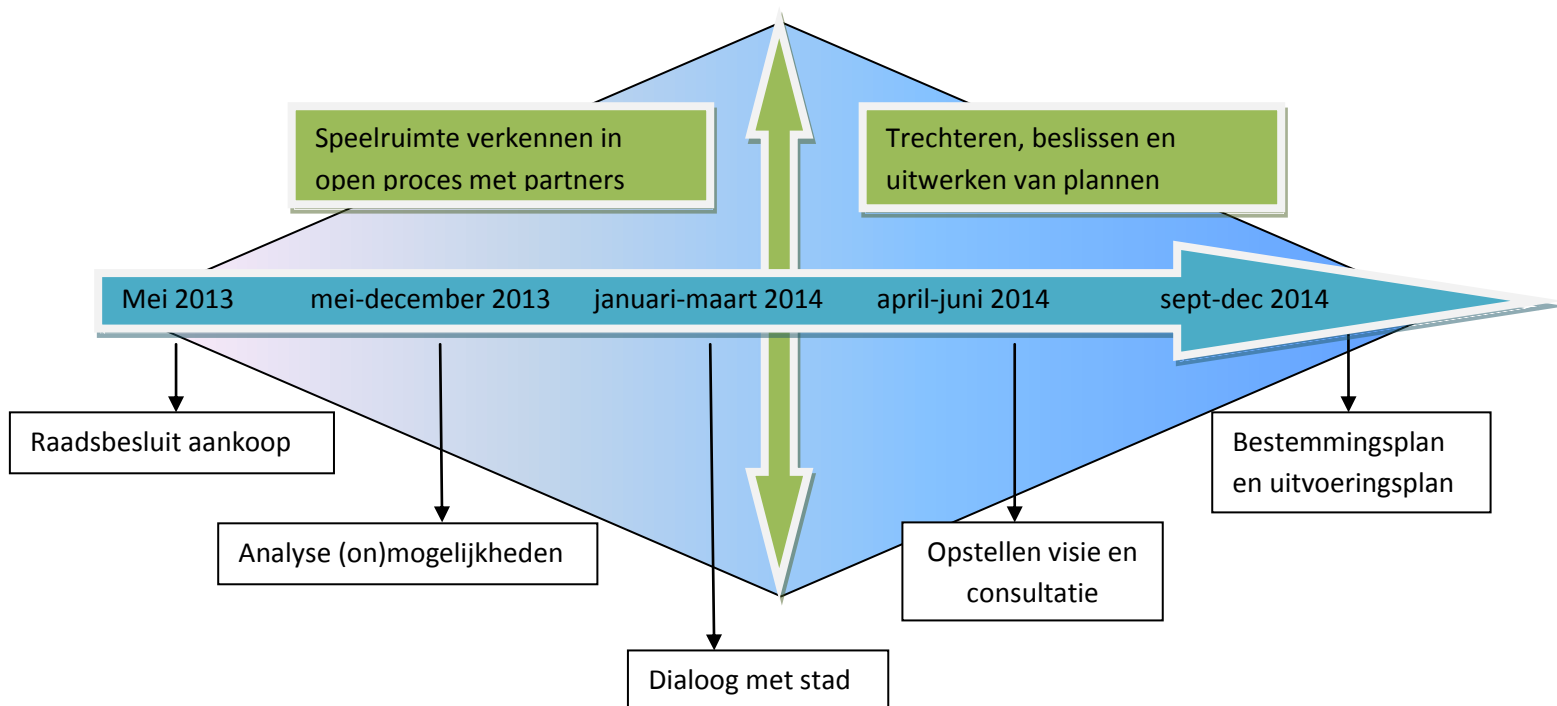 Speelruimte verkennen in
open proces met partners
Trechteren, beslissen en
uitwerken van plannen
Mei 2013
mei-december 2013
januari-maart 2014
april-juni 2014
sept-dec 2014
Raadsbesluit aankoop
Analyse (on)mogelijkheden
Dialoog met stad
Opstellen visie en
consultatie
Bestemmingsplan
en uitvoeringsplan